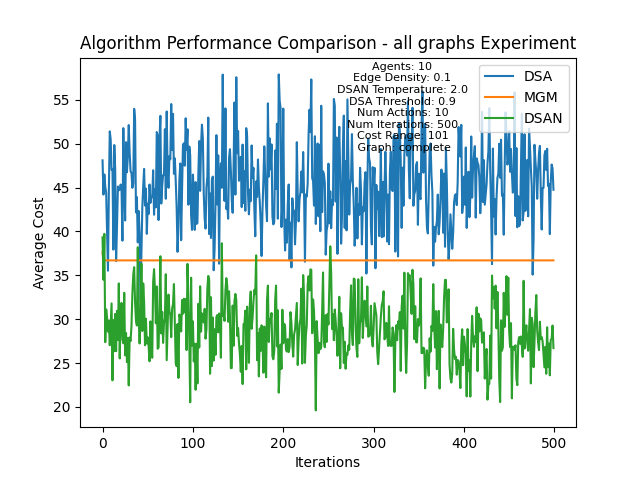 Algorithm Performance Comparison - all graphs Experiment
Agents: 10
Edge Density: 0.1
DSAN Temperature: 2.0
DSA Threshold: 0.9
Num Actions: 10
Num Iterations: 500
Cost Range: 101
Graph: complete
DSA
MGM
DSAN
Average Cost
55
50
45
40
35
30
25
20
0
100
200
300
400
500
Iterations